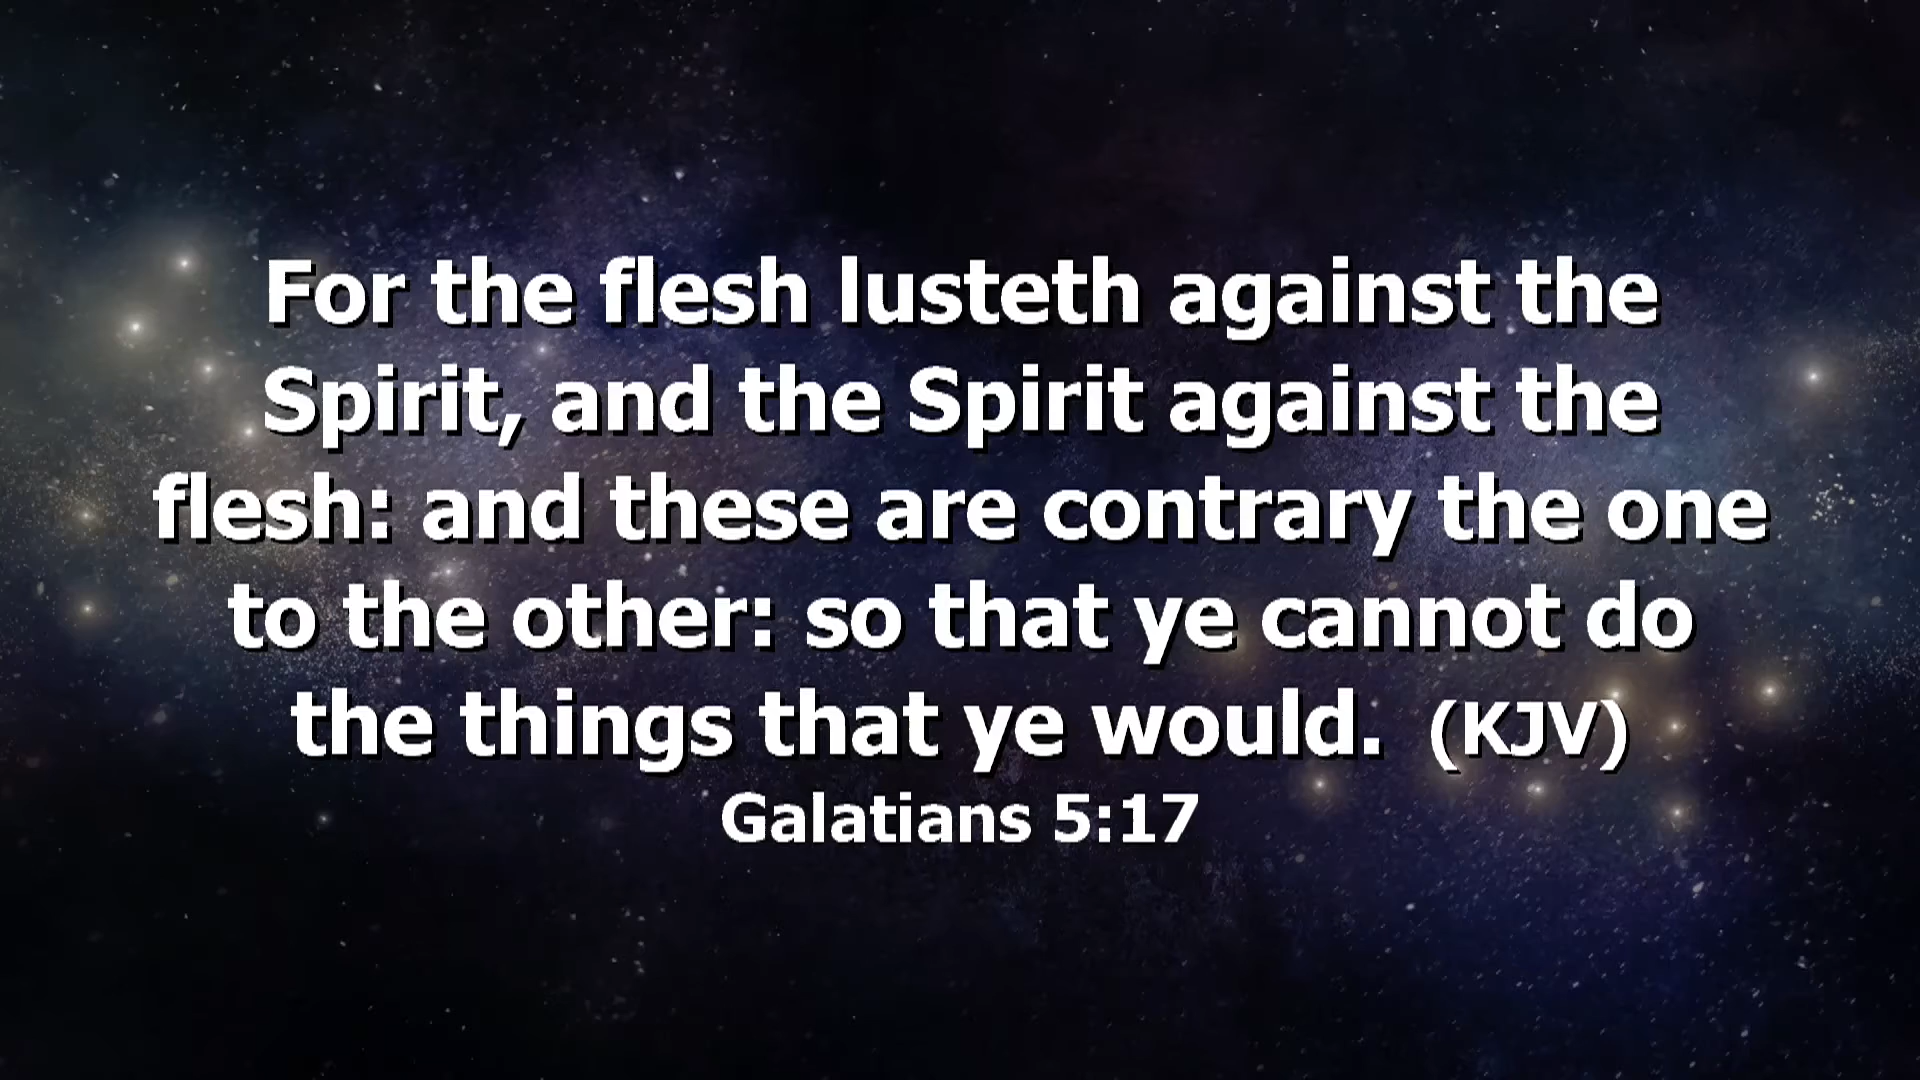 For the flesh lusteth against the
Spirit, and the Spirit against the
flesh: and these are contrary the one
to the other: so that ye cannot do
the things that ye would. (KJV)
Galatians 5:17